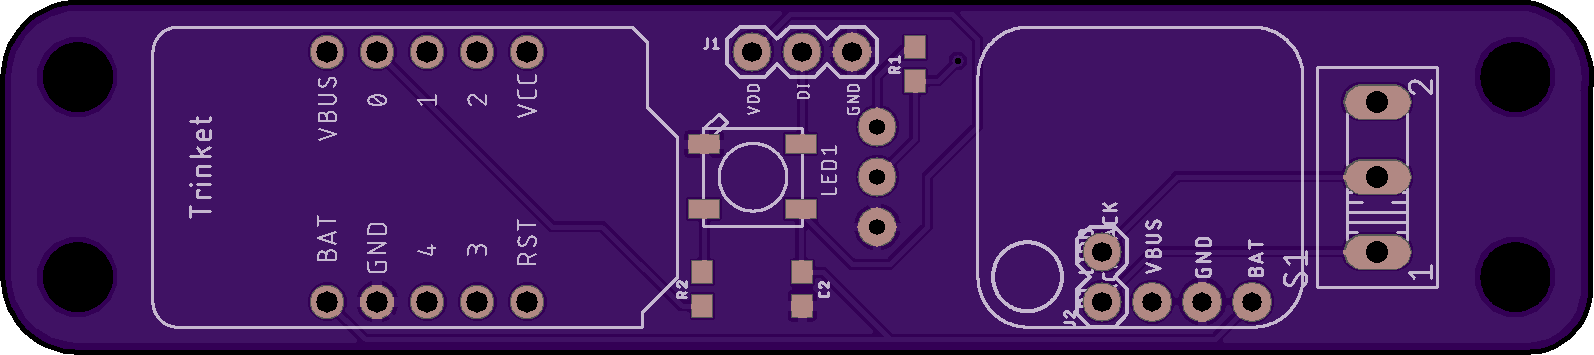 Trinket
VBUS
0
1
2
VCC
BAT
GND
4
3
RST
J1
VDD
DI
GND
R1
LED1
R2
C2
J2
VBUS
GND
BAT
S1
2
1